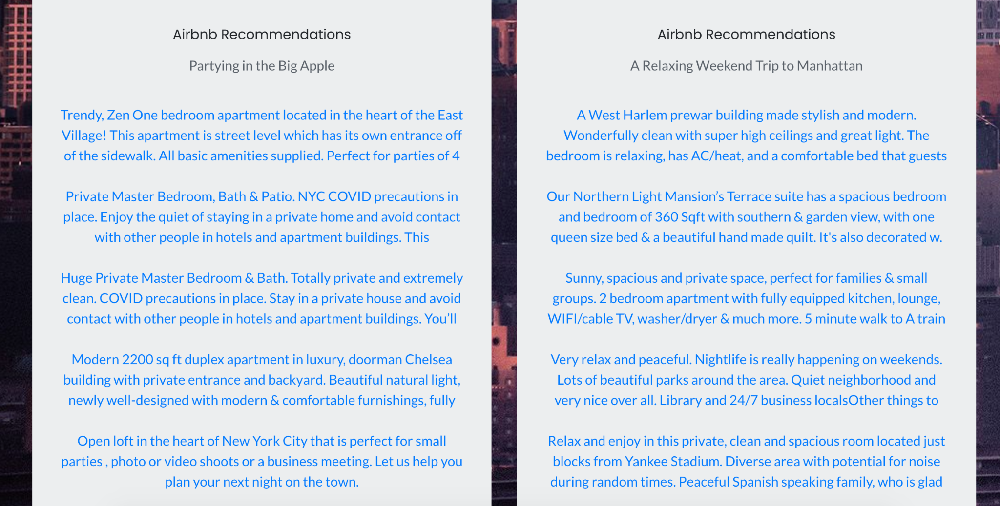 Airbnb Recommendations
Partying in the Big Apple
Trendy, Zen One bedroom apartment located in the heart of the East
Village! This apartment is street level which has its own entrance off
of the sidewalk. All basic amenities supplied. Perfect for parties of 4
Private Master Bedroom, Bath & Patio. NYC COVID precautions in
place. Enjoy the quiet of staying in a private home and avoid contact
with other people in hotels and apartment buildings. This
Huge Private Master Bedroom & Bath. Totally private and extremely
clean. COVID precautions in place. Stay in a private house and avoid
contact with other people in hotels and apartment buildings. You’ll
Modern 2200 sq ft duplex apartment in luxury, doorman Chelsea
building with private entrance and backyard. Beautiful natural light,
newly well-designed with modern & comfortable furnishings, fully
Open loft in the heart of New York City that is perfect for small
parties , photo or video shoots or a business meeting. Let us help you
plan your next night on the town.
Airbnb Recommendations
A Relaxing Weekend Trip to Manhattan
A West Harlem prewar building made stylish and modern.
Wonderfully clean with super high ceilings and great light. The
bedroom is relaxing, has AC/heat, and a comfortable bed that guests
Our Northern Light Mansion’s Terrace suite has a spacious bedroom
and bedroom of 360 Sqft with southern & garden view, with one
queen size bed & a beautiful hand made quilt. It's also decorated w.
Sunny, spacious and private space, perfect for families & small
groups. 2 bedroom apartment with fully equipped kitchen, lounge,
WIFI/cable TV, washer/dryer & much more. 5 minute walk to A train
Very relax and peaceful. Nightlife is really happening on weekends.
Lots of beautiful parks around the area. Quiet neighborhood and
very nice over all. Library and 24/7 business localsOther things to
Relax and enjoy in this private, clean and spacious room located just
blocks from Yankee Stadium. Diverse area with potential for noise
during random times. Peaceful Spanish speaking family, who is glad